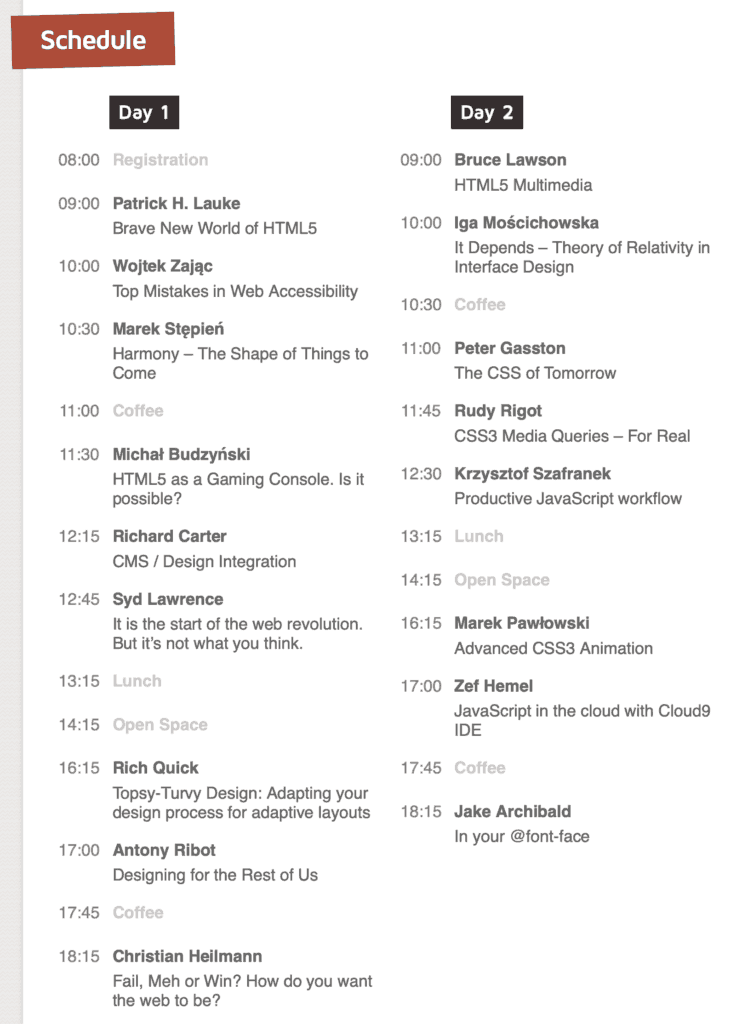 Schedule
Day 1
08:00 Registration
09:00 Patrick H. Lauke
Brave New World of HTML5
10:00 Wojtek Zając
Top Mistakes in Web Accessibility
10:30 Marek Stępień
Harmony – The Shape of Things to
Come
11:00 Coffee
11:30 Michał Budzyński
HTML5 as a Gaming Console. Is it
possible?
12:15 Richard Carter
CMS / Design Integration
12:45 Syd Lawrence
It is the start of the web revolution.
But it’s not what you think.
13:15 Lunch
14:15 Open Space
16:15 Rich Quick
Topsy-Turvy Design: Adapting your
design process for adaptive layouts
17:00 Antony Ribot
Designing for the Rest of Us
17:45 Coffee
18:15 Christian Heilmann
Fail, Meh or Win? How do you want
the web to be?
Day 2
09:00 Bruce Lawson
HTML5 Multimedia
10:00 Iga Mościchowska
It Depends – Theory of Relativity in
Interface Design
10:30 Coffee
11:00 Peter Gasston
The CSS of Tomorrow
11:45 Rudy Rigot
CSS3 Media Queries – For Real
12:30 Krzysztof Szafranek
Productive JavaScript workflow
13:15 Lunch
14:15 Open Space
16:15 Marek Pawłowski
Advanced CSS3 Animation
17:00 Zef Hemel
JavaScript in the cloud with Cloud9
IDE
17:45 Coffee
18:15 Jake Archibald
In your @font-face